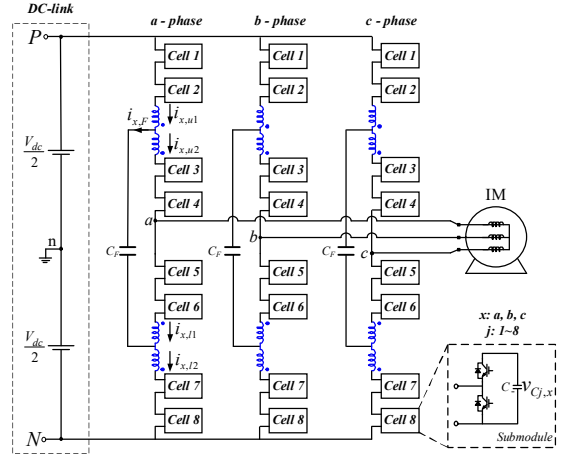 DC-link
a - phase
b - phase
c - phase
P
Cell 1
Cell 1
Cell 1
Cell 2
Cell 2
Cell 2
i_{x,F}
i_{x,u1}
i_{x,u2}
V_{dc}/2
Cell 3
Cell 3
Cell 3
Cell 4
Cell 4
Cell 4
IM
a
b
c
n
C_F
C_F
C_F
Cell 5
Cell 5
Cell 5
Cell 6
Cell 6
Cell 6
i_{x,l1}
i_{x,l2}
V_{dc}/2
x: a, b, c
j: 1~8
Cell 7
Cell 7
Cell 7
C
v_{Cj,x}
Cell 8
Cell 8
Cell 8
Submodule
N